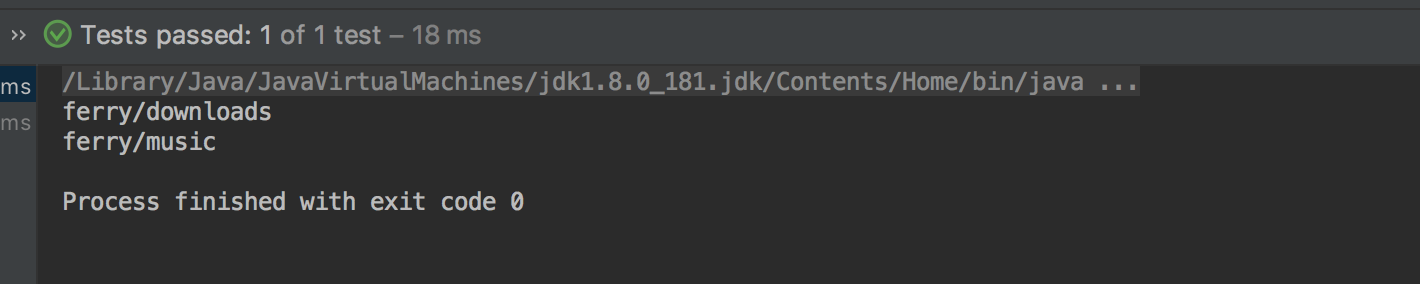 ›› Tests passed: 1 of 1 test – 18 ms
ms /Library/Java/JavaVirtualMachines/jdk1.8.0_181.jdk/Contents/Home/bin/java ...
ferry/downloads
ms ferry/music
Process finished with exit code 0